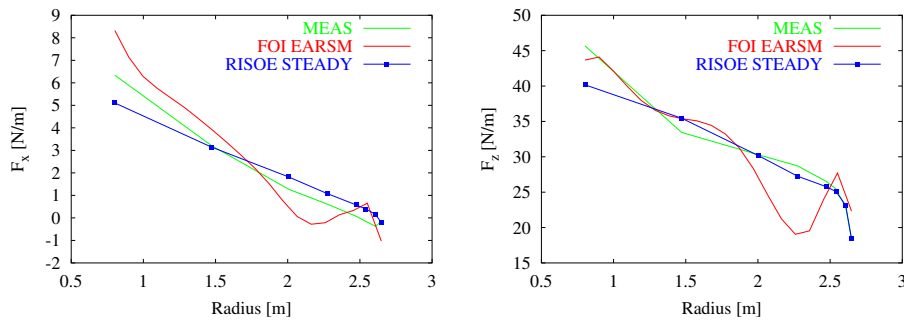 9
8
7
6
5
4
3
2
1
0
-1
-2
F_x [N/m]
0.5 1 1.5 2 2.5 3
Radius [m]
MEAS
FOI EARSM
RISOE STEADY
50
45
40
35
30
25
20
15
F_z [N/m]
0.5 1 1.5 2 2.5 3
Radius [m]
MEAS
FOI EARSM
RISOE STEADY